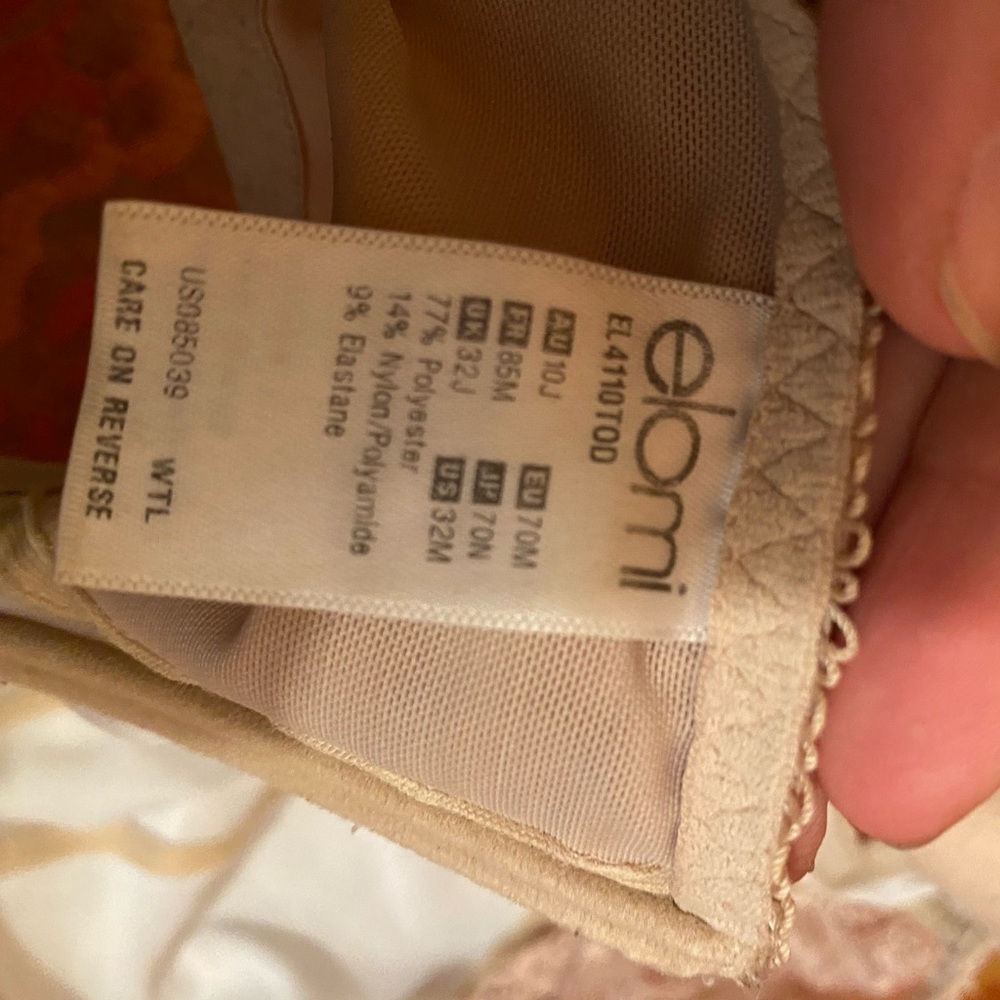 elomi
EL4110TOD
AU 10J EU 70M
FR 85M JP 70N
UK 32J US 32M
77% Polyester
14% Nylon/Polyamide
9% Elastane
US085039 WTL
CARE ON REVERSE